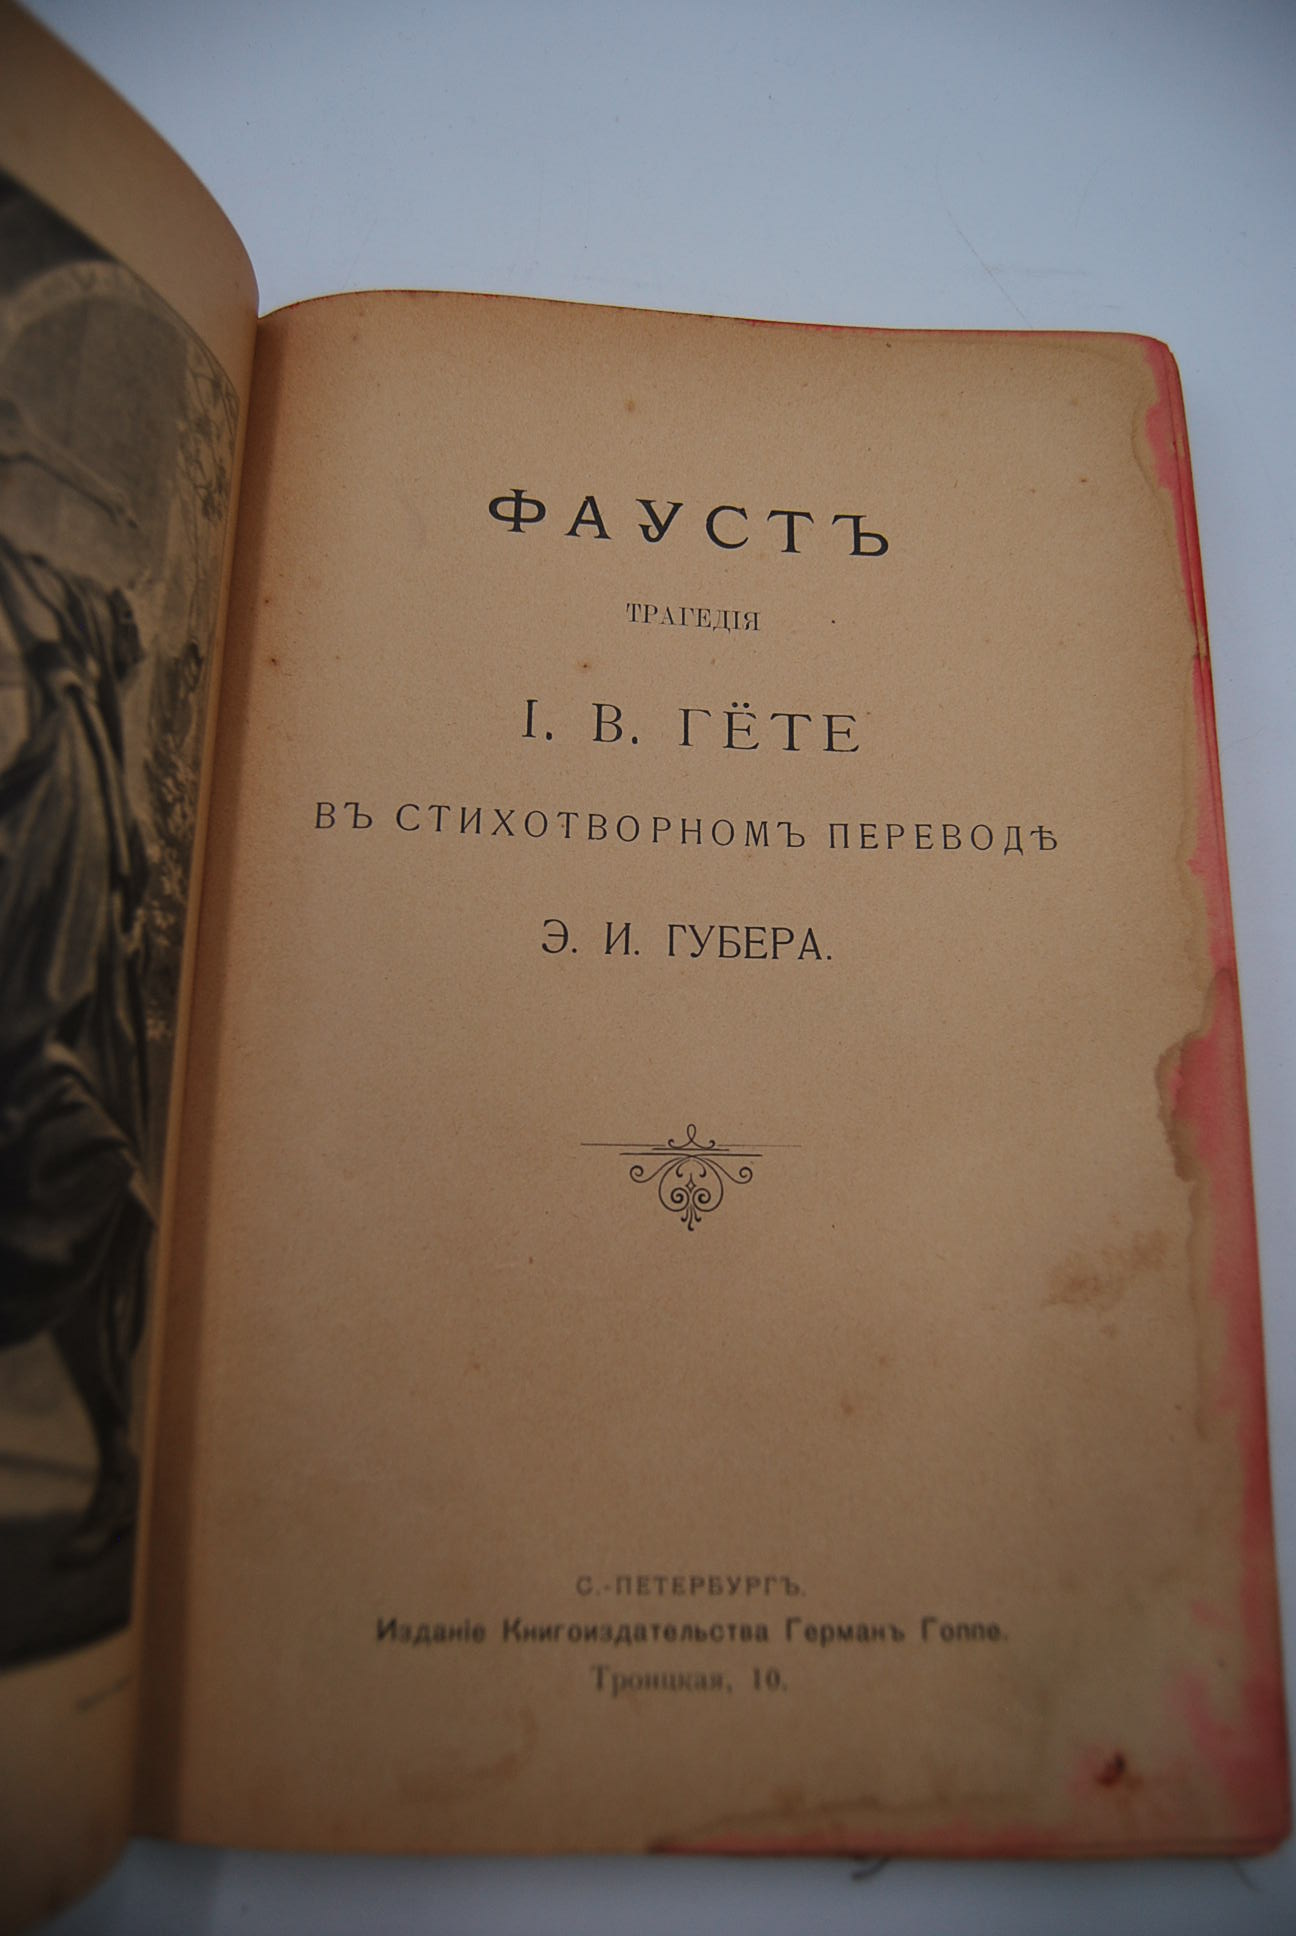 ФАУСТЪ
ТРАГЕДІЯ
І. В. ГЁТЕ
ВЪ СТИХОТВОРНОМЪ ПЕРЕВОДѢ
Э. И. ГУБЕРА.
С.-ПЕТЕРБУРГЪ.
Изданіе Книгоиздательства Германъ Гоппе.
Троицкая, 10.